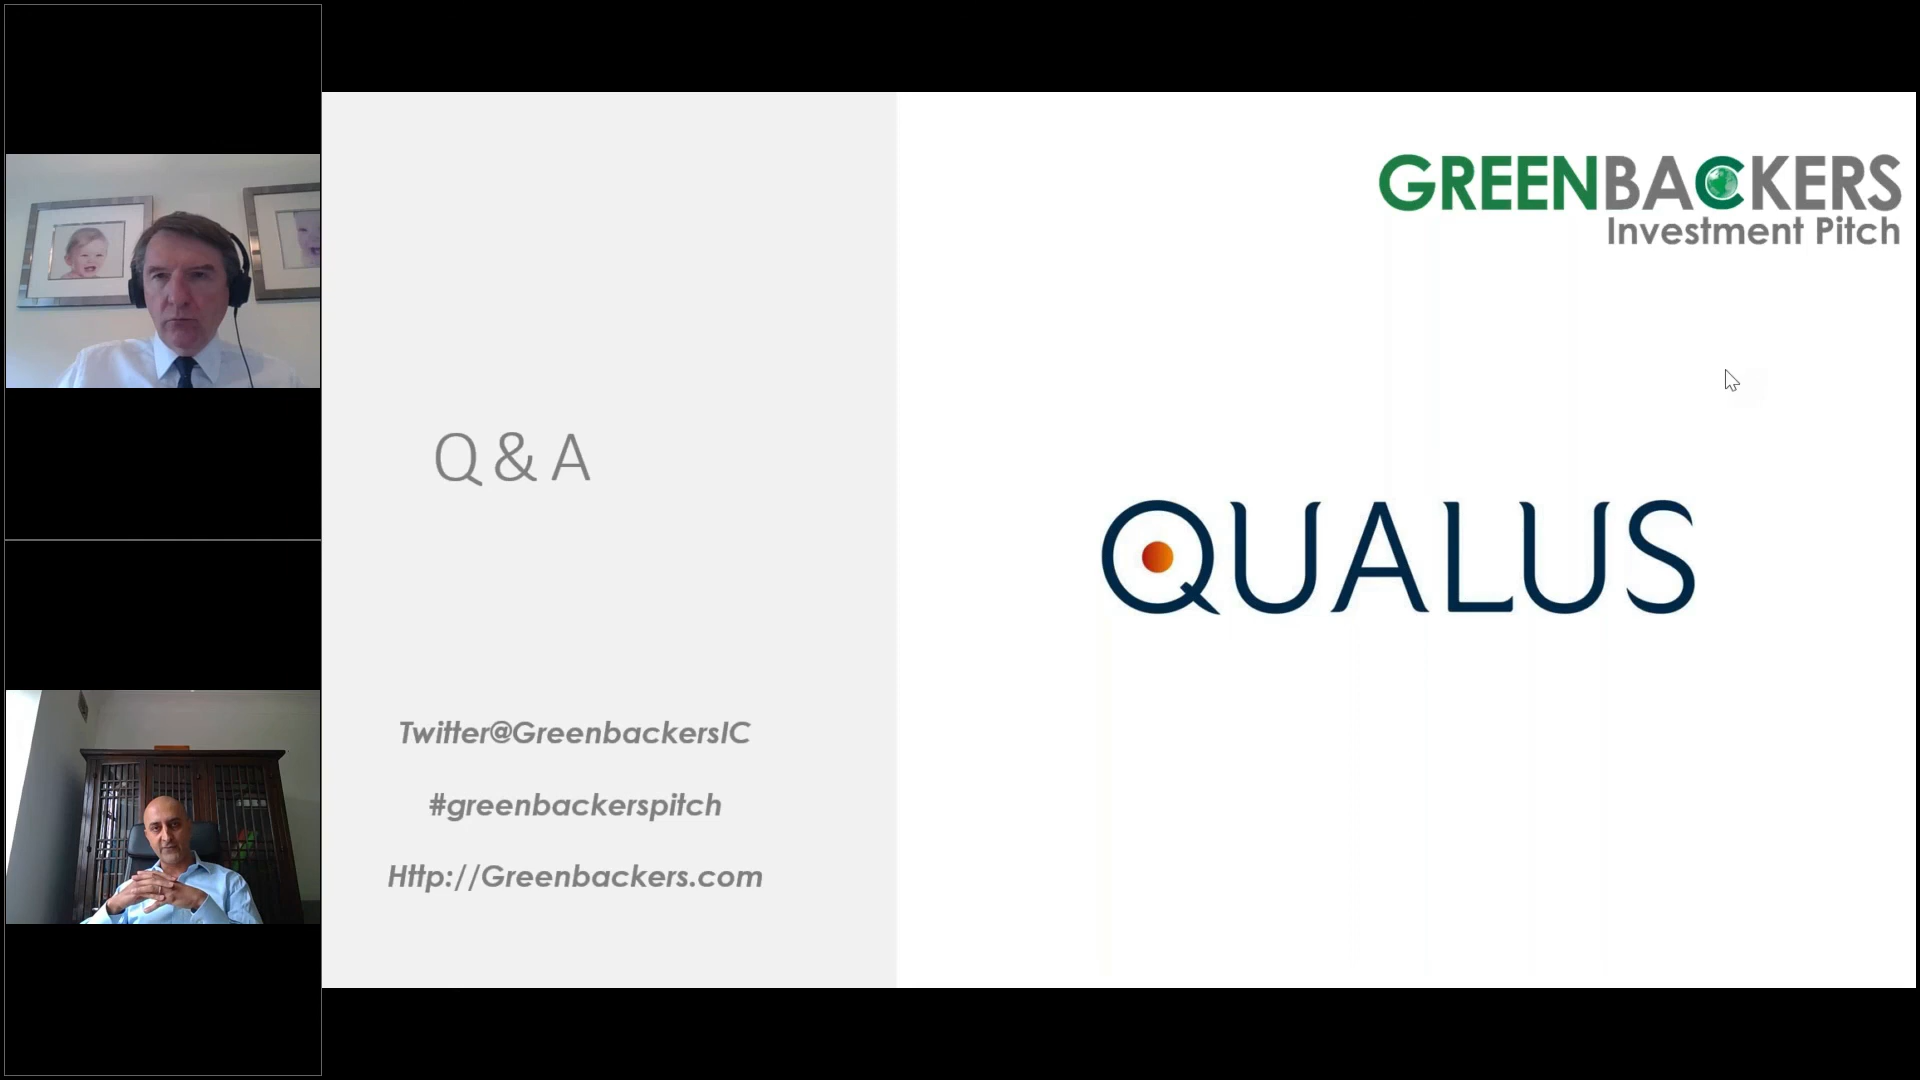 GREENBACKERS
Investment Pitch
Q & A
QUALUS
Twitter@GreenbackersIC
#greenbackerspitch
Http://Greenbackers.com